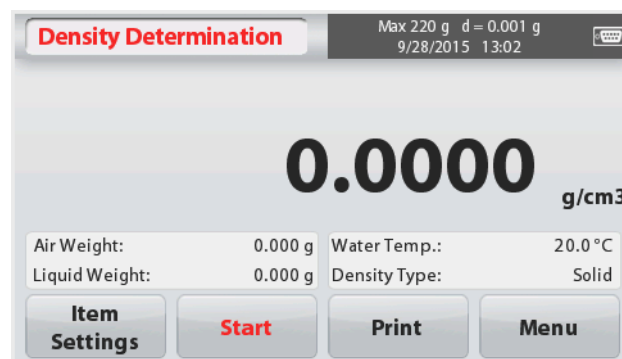 Density Determination
Max 220 g  d = 0.001 g
9/28/2015  13:02
0.0000
g/cm3
Air Weight: 0.000 g Water Temp.: 20.0 °C
Liquid Weight: 0.000 g Density Type: Solid
Item
Settings
Start
Print
Menu